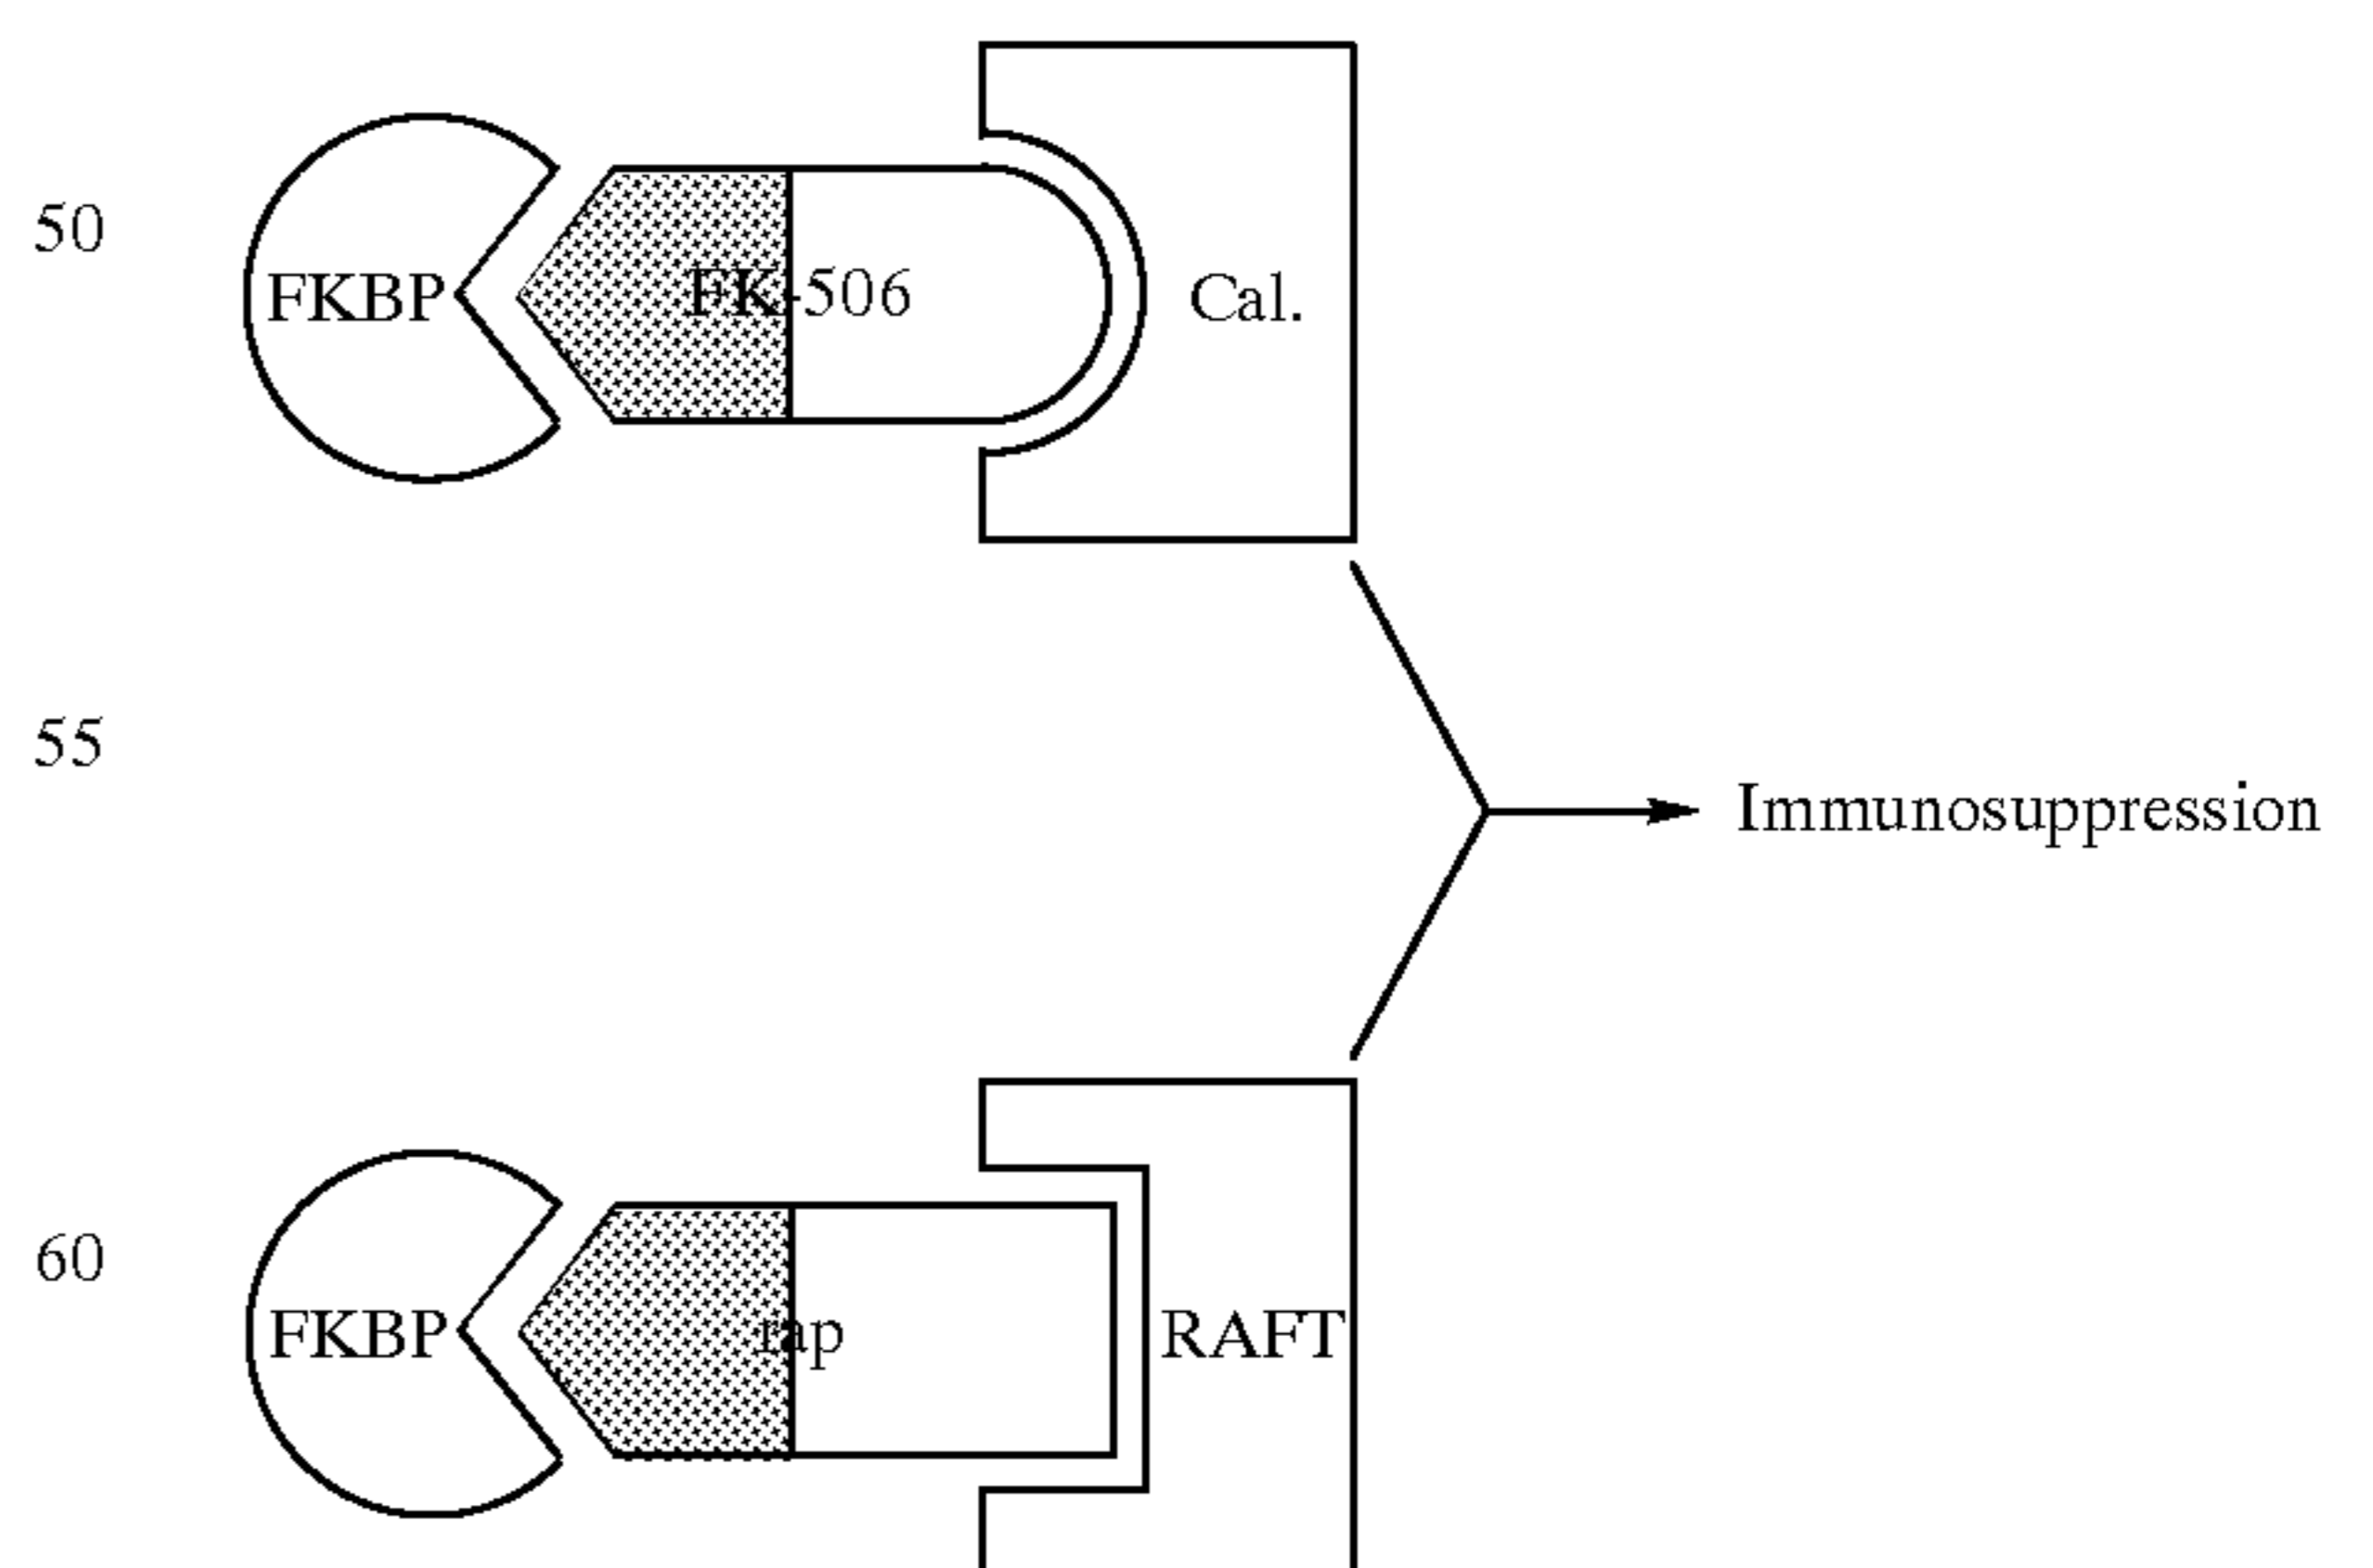 50
FKBP
FK-506
Cal.
55
Immunosuppression
60
FKBP
rap
RAFT